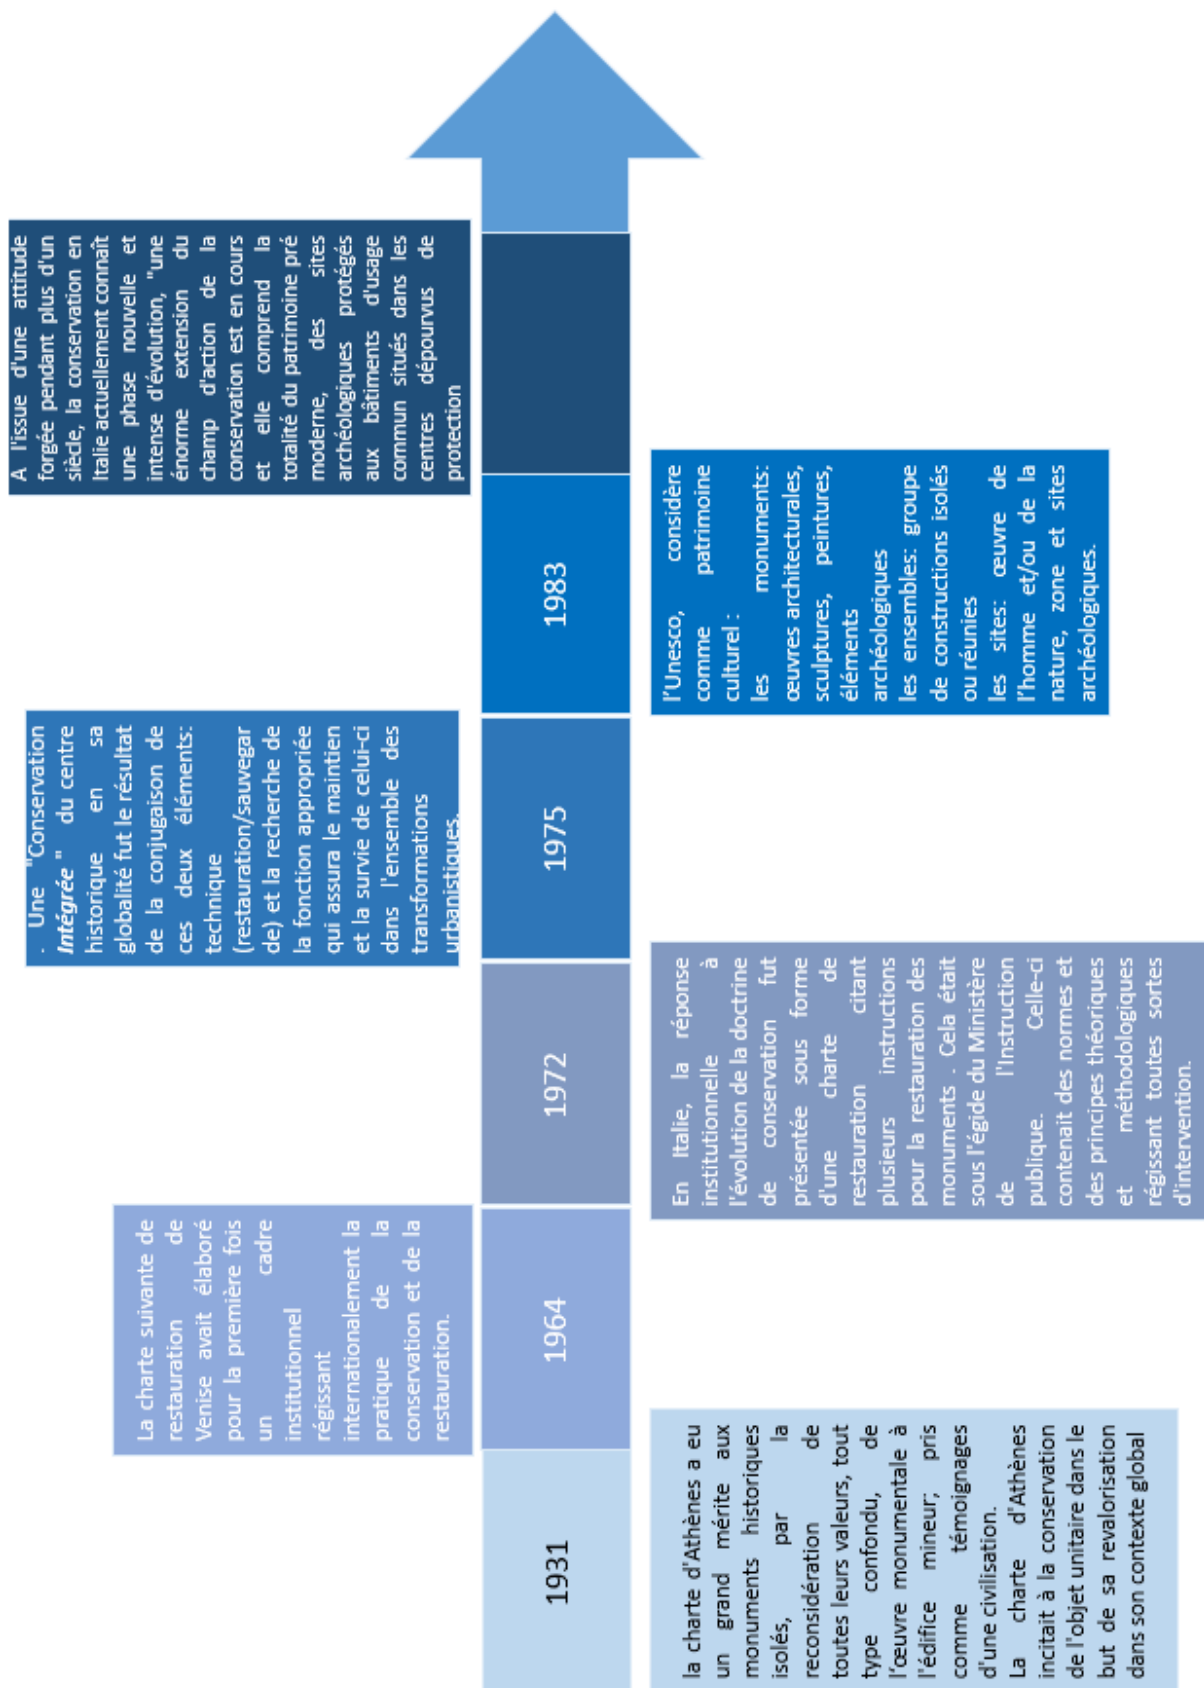 A l'issue d'une attitude
forgée pendant plus d'un
siècle, la conservation en
Italie actuellement connaît
une phase nouvelle et
intense d'évolution, "une
énorme extension du
champ d'action de la
conservation est en cours
et elle comprend la
totalité du patrimoine pré
moderne, des sites
archéologiques protégés
aux bâtiments d'usage
commun situés dans les
centres dépourvus de
protection
. Une "Conservation
Intégrée " du centre
historique en sa
globalité fut le résultat
de la conjugaison de
ces deux éléments:
technique
(restauration/sauvegar
de) et la recherche de
la fonction appropriée
qui assura le maintien
et la survie de celui-ci
dans l'ensemble des
transformations
urbanistiques.
La charte suivante de
restauration de
Venise avait élaboré
pour la première fois
un cadre
institutionnel
régissant
internationalement la
pratique de la
conservation et de la
restauration.
1931
1964
1972
1975
1983
la charte d'Athènes a eu
un grand mérite aux
monuments historiques
isolés, par la
reconsidération de
toutes leurs valeurs, tout
type confondu, de
l'œuvre monumentale à
l'édifice mineur; pris
comme témoignages
d'une civilisation.
La charte d'Athènes
incitait à la conservation
de l'objet unitaire dans le
but de sa revalorisation
dans son contexte global
En Italie, la réponse
institutionnelle à
l'évolution de la doctrine
de conservation fut
présentée sous forme
d'une charte de
restauration citant
plusieurs instructions
pour la restauration des
monuments . Cela était
sous l'égide du Ministère
de l'Instruction
publique. Celle-ci
contenait des normes et
des principes théoriques
et méthodologiques
régissant toutes sortes
d'intervention.
l'Unesco, considère
comme patrimoine
culturel :
les monuments:
œuvres architecturales,
sculptures, peintures,
éléments
archéologiques
les ensembles: groupe
de constructions isolés
ou réunies
les sites: œuvre de
l'homme et/ou de la
nature, zone et sites
archéologiques.